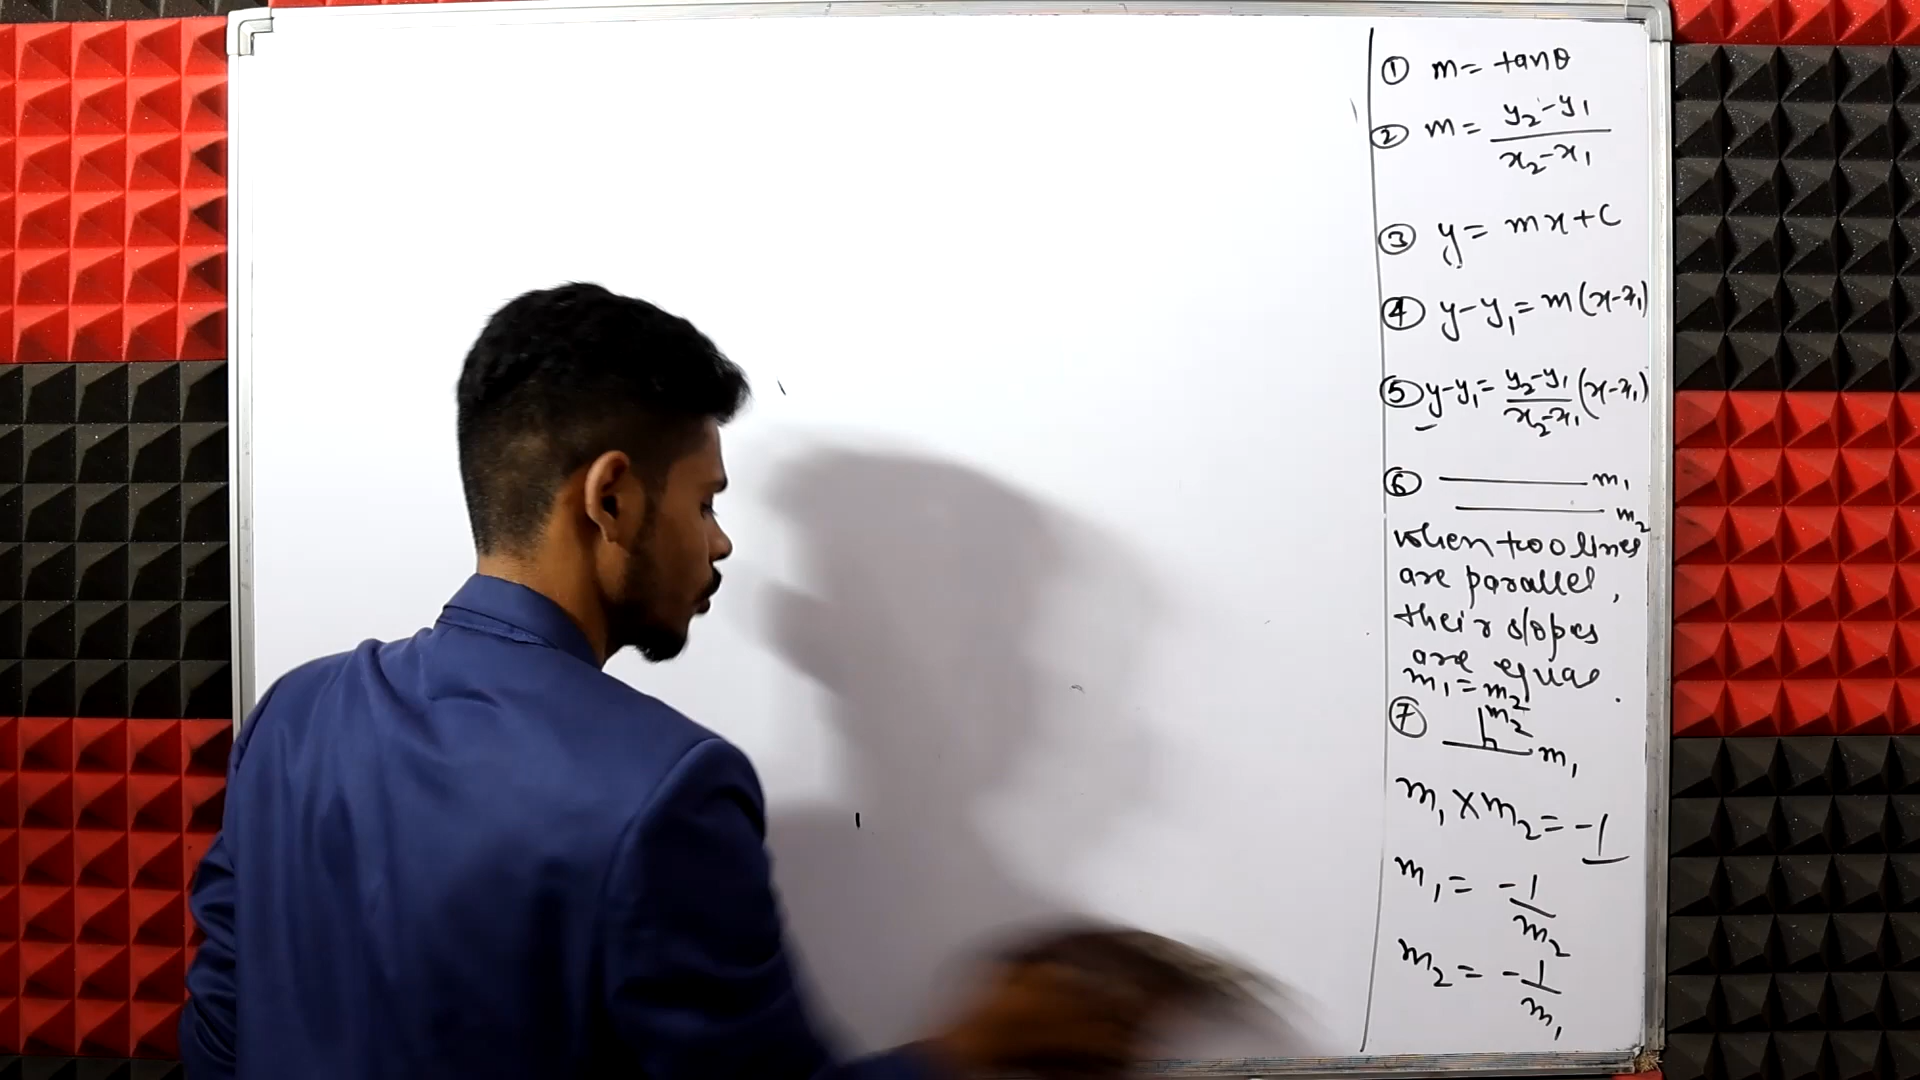 ① m = tanθ
② m = y₂-y₁ / x₂-x₁
③ y = mx+c
④ y-y₁ = m(x-x₁)
⑤ y-y₁ = y₂-y₁ / x₂-x₁ (x-x₁)
⑥ m₁
m₂
when two lines
are parallel,
their slopes
are equal.
m₁ = m₂
⑦ m₂
m₁
m₁ × m₂ = -1
m₁ = -1/m₂
m₂ = -1/m₁